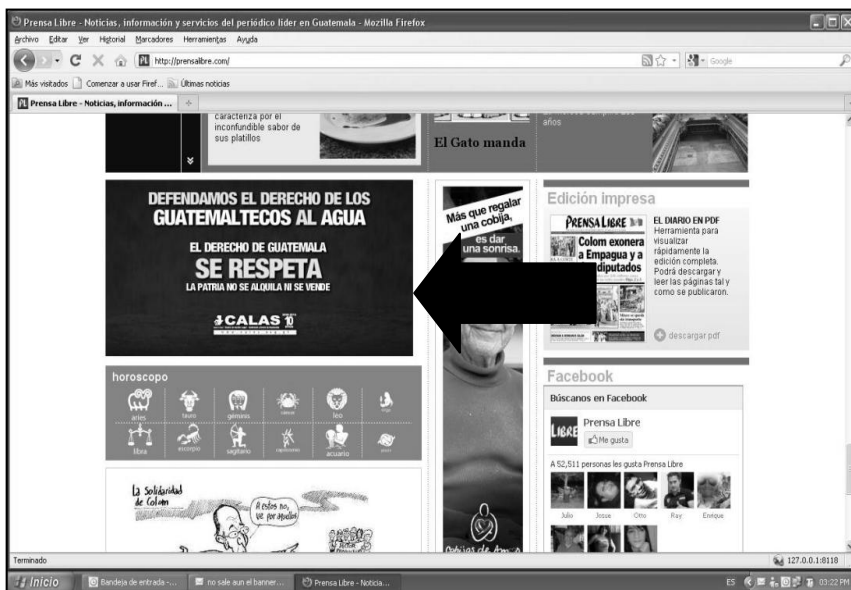 Prensa Libre - Noticias, información y servicios del periódico líder en Guatemala - Mozilla Firefox
Archivo Editar Ver Historial Marcadores Herramientas Ayuda
http://prensalibre.com/
Google
Más visitados Comenzar a usar Firef... Últimas noticias
Prensa Libre - Noticias, información ...
caracteriza por el
inconfundible sabor de
sus platillos
El Gato manda
años
DEFENDAMOS EL DERECHO DE LOS
GUATEMALTECOS AL AGUA
EL DERECHO DE GUATEMALA
SE RESPETA
LA PATRIA NO SE ALQUILA NI SE VENDE
CALAS 10
Más que regalar
una cobija,
es dar
una sonrisa.
Edición impresa
PRENSA LIBRE
Colom exonera
a Empagua y a
diputados
EL DIARIO EN PDF
Herramienta para
visualizar
rápidamente la
edición completa.
Podrá descargar y
leer las páginas tal y
como se publicaron.
descargar pdf
horoscopo
aries tauro géminis cáncer leo virgo
libra escorpio sagitario capricornio acuario piscis
La Solidaridad
de Colom
A estos no,
Facebook
Búscanos en Facebook
LIBRE
Prensa Libre
Me gusta
A 52,511 personas les gusta Prensa Libre
Julio Josue Otto Ray Enrique
Cobijas de Amor
Terminado
127.0.0.1:8118
Inicio Bandeja de entrada -... no sale aun el banner... Prensa Libre - Noticia...
ES 03:22 PM